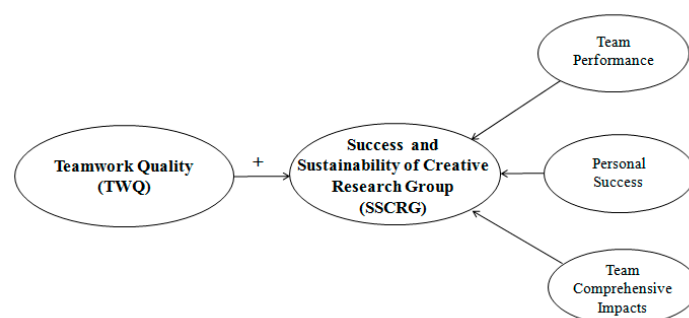 Team
Performance
Teamwork Quality
(TWQ)
+
Success and
Sustainability of Creative
Research Group
(SSCRG)
Personal
Success
Team
Comprehensive
Impacts